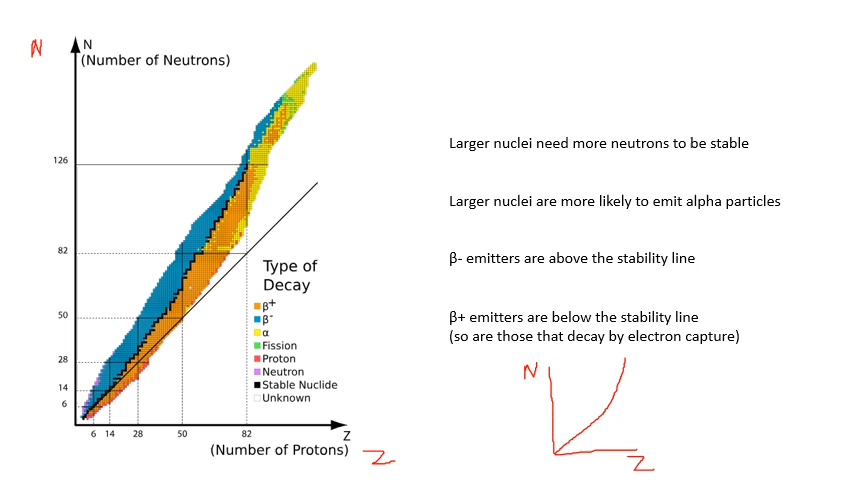 N
N
(Number of Neutrons)
126
82
50
28
14
6
6 14 28 50 82
Z
(Number of Protons)
Z
Type of
Decay
β+
β-
α
Fission
Proton
Neutron
Stable Nuclide
Unknown
Larger nuclei need more neutrons to be stable
Larger nuclei are more likely to emit alpha particles
β- emitters are above the stability line
β+ emitters are below the stability line
(so are those that decay by electron capture)
N
Z